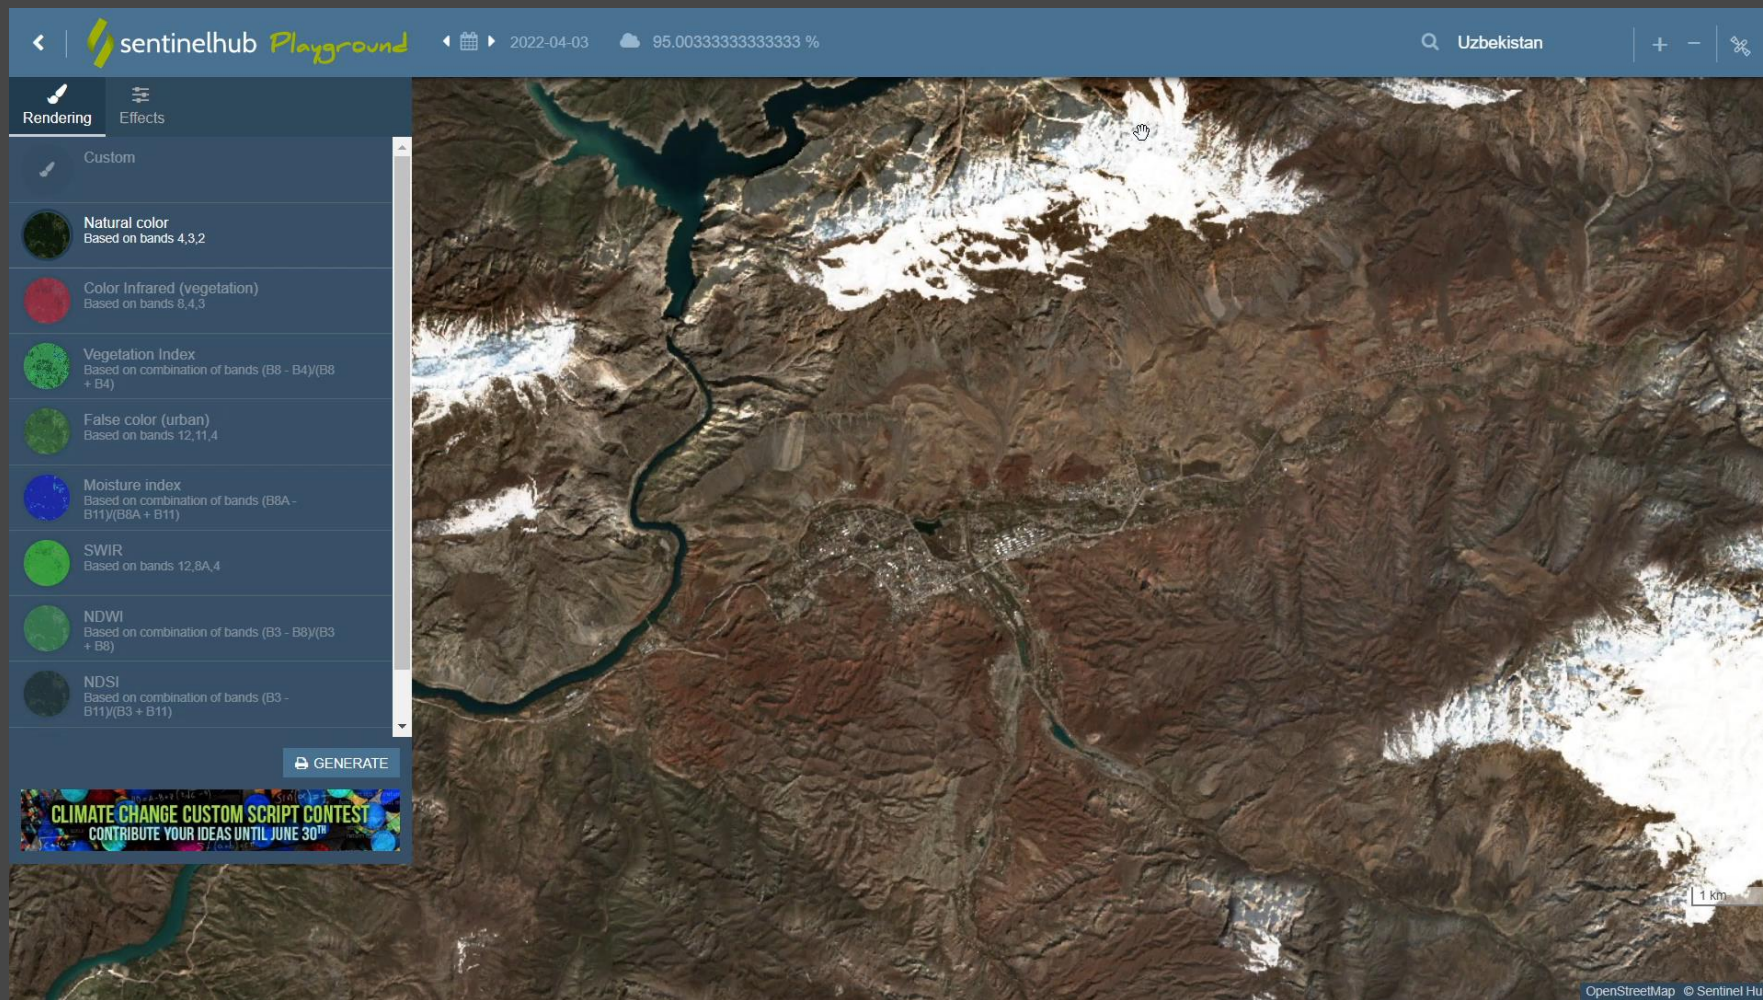 sentinelhub Playground
2022-04-03
95.00333333333333 %
Uzbekistan
Rendering
Effects
Custom
Natural color
Based on bands 4,3,2
Color Infrared (vegetation)
Based on bands 8,4,3
Vegetation Index
Based on combination of bands (B8 - B4)/(B8
+ B4)
False color (urban)
Based on bands 12,11,4
Moisture index
Based on combination of bands (B8A -
B11)/(B8A + B11)
SWIR
Based on bands 12,8A,4
NDWI
Based on combination of bands (B3 - B8)/(B3
+ B8)
NDSI
Based on combination of bands (B3 -
B11)/(B3 + B11)
GENERATE
CLIMATE CHANGE CUSTOM SCRIPT CONTEST
CONTRIBUTE YOUR IDEAS UNTIL JUNE 30TH
1 km
OpenStreetMap © Sentinel Hu